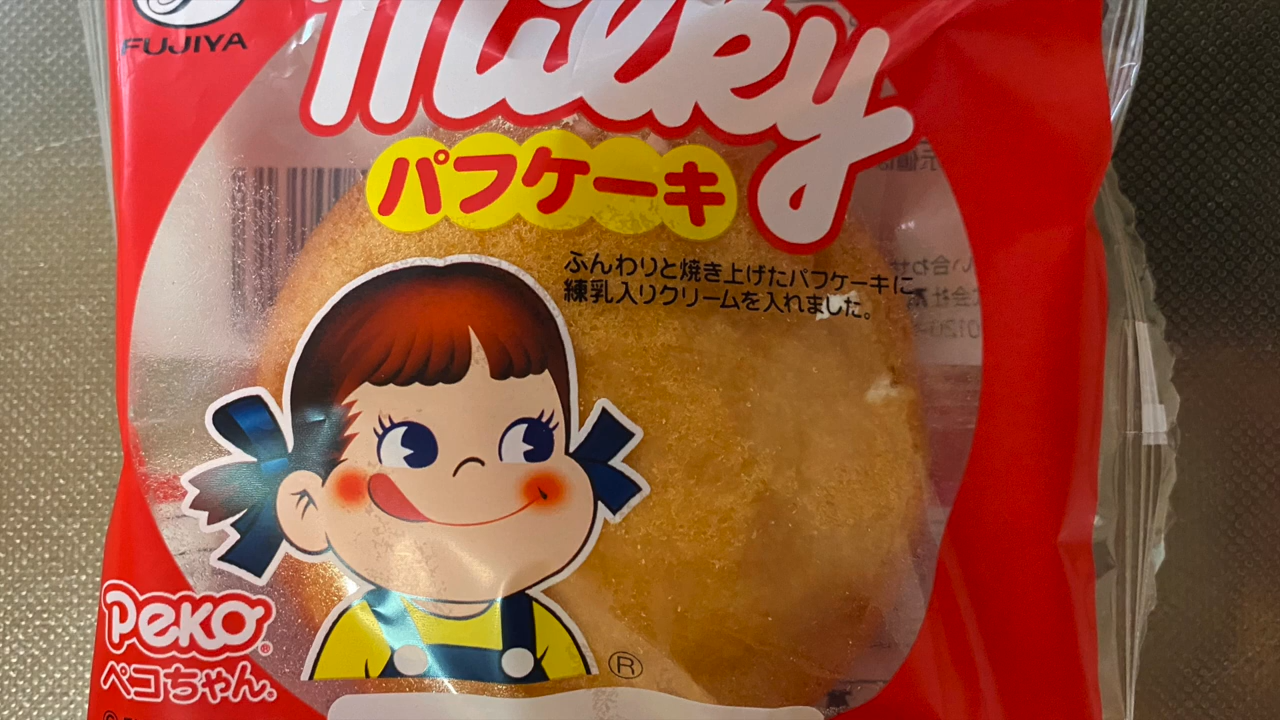 FUJIYA
Milky
パフケーキ
ふんわりと焼き上げたパフケーキに
練乳入りクリームを入れました。
Peko®
ペコちゃん®
®